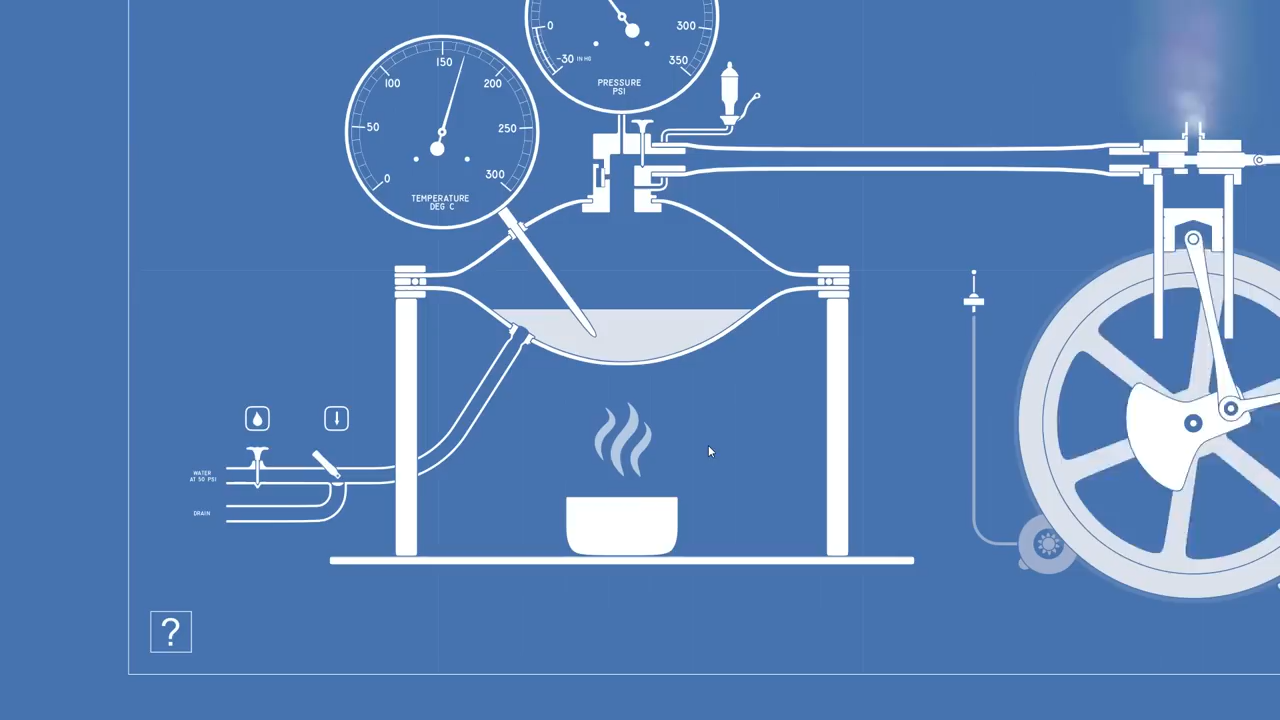 0
300
-30 IN HG
350
PRESSURE
PSI
150
100
200
50
250
0
300
TEMPERATURE
DEG C
WATER
AT 50 PSI
DRAIN
?